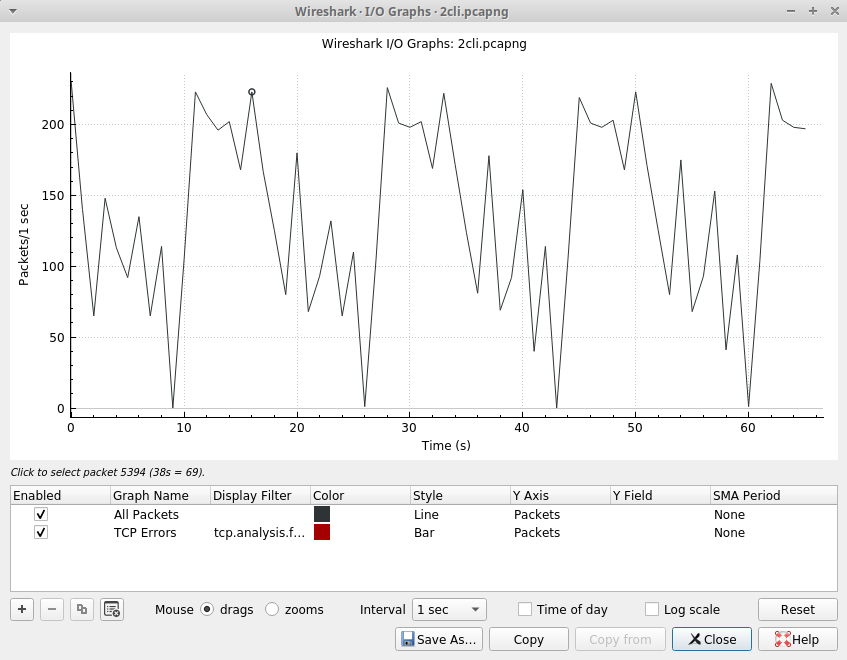 Wireshark · I/O Graphs · 2cli.pcapng
Wireshark I/O Graphs: 2cli.pcapng
Packets/1 sec
200
150
100
50
0
0 10 20 30 40 50 60
Time (s)
Click to select packet 5394 (38s = 69).
Enabled Graph Name Display Filter Color Style Y Axis Y Field SMA Period
All Packets Line Packets None
TCP Errors tcp.analysis.f... Bar Packets None
Mouse drags zooms Interval 1 sec Time of day Log scale Reset
Save As... Copy Copy from Close Help